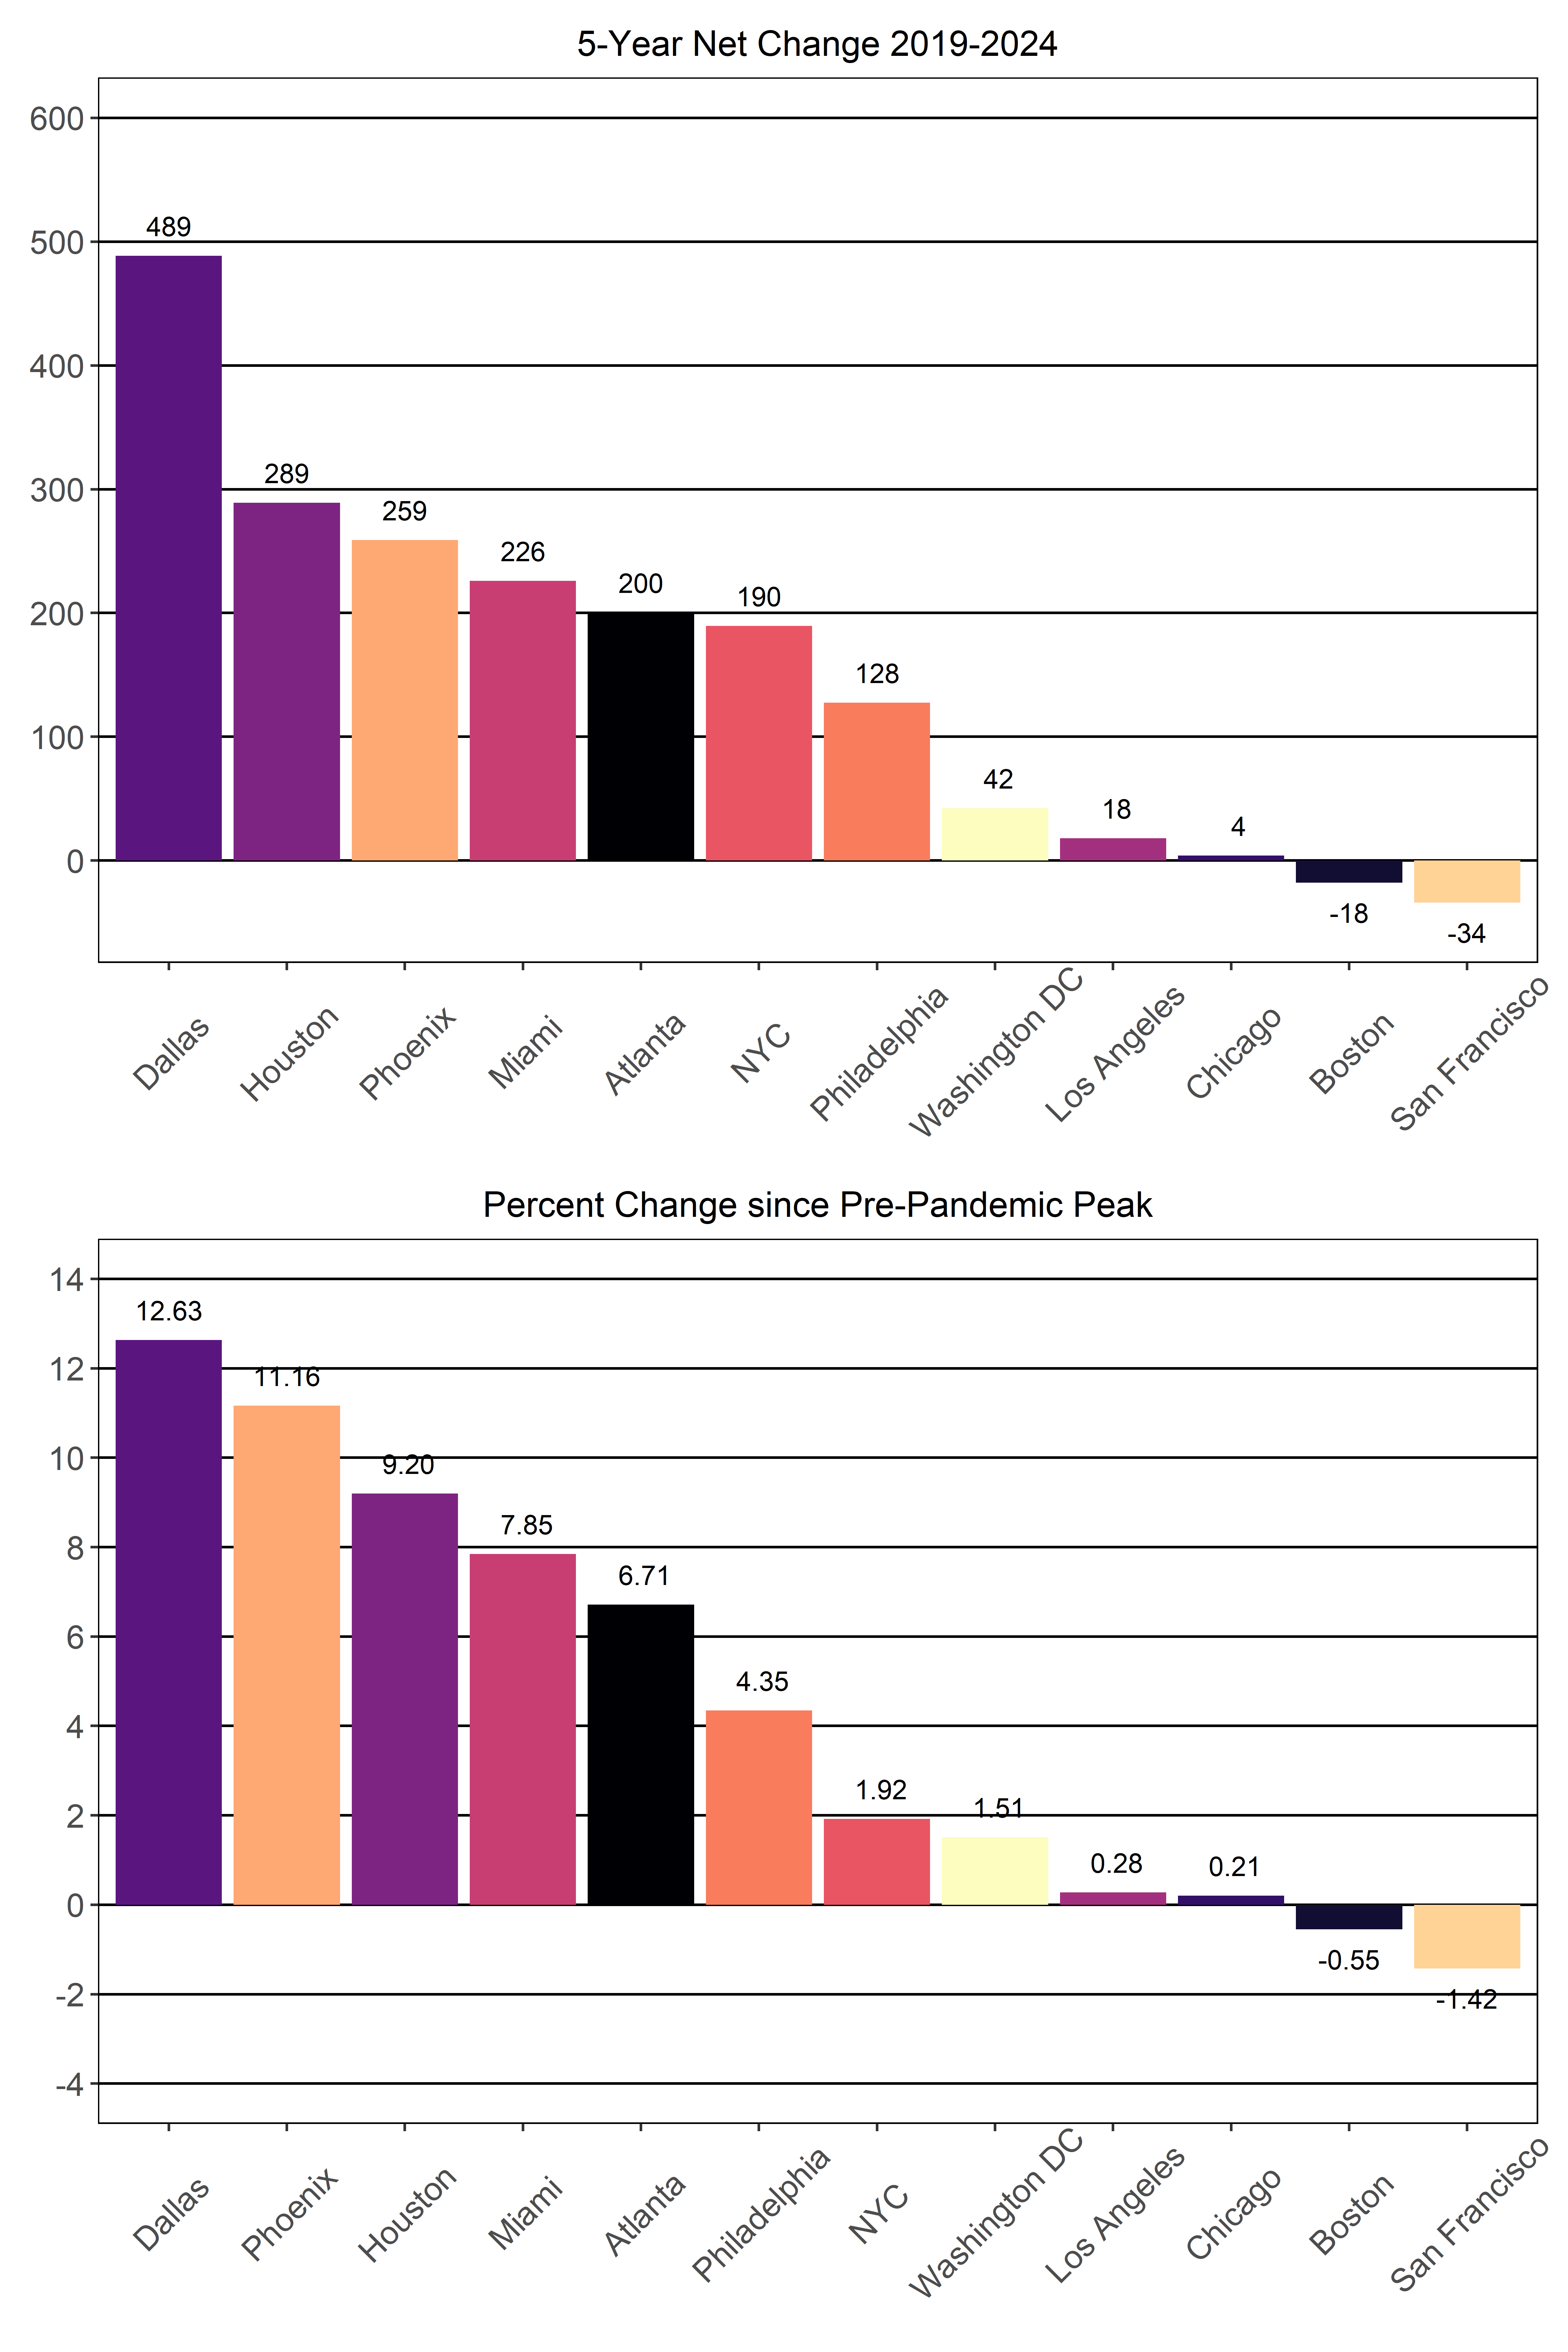 5-Year Net Change 2019-2024
600
500
400
300
200
100
0
489
289
259
226
200
190
128
42
18
4
-18
-34
Dallas
Houston
Phoenix
Miami
Atlanta
NYC
Philadelphia
Washington DC
Los Angeles
Chicago
Boston
San Francisco
Percent Change since Pre-Pandemic Peak
14
12
10
8
6
4
2
0
-2
-4
12.63
11.16
9.20
7.85
6.71
4.35
1.92
1.51
0.28
0.21
-0.55
-1.42
Dallas
Phoenix
Houston
Miami
Atlanta
Philadelphia
NYC
Washington DC
Los Angeles
Chicago
Boston
San Francisco